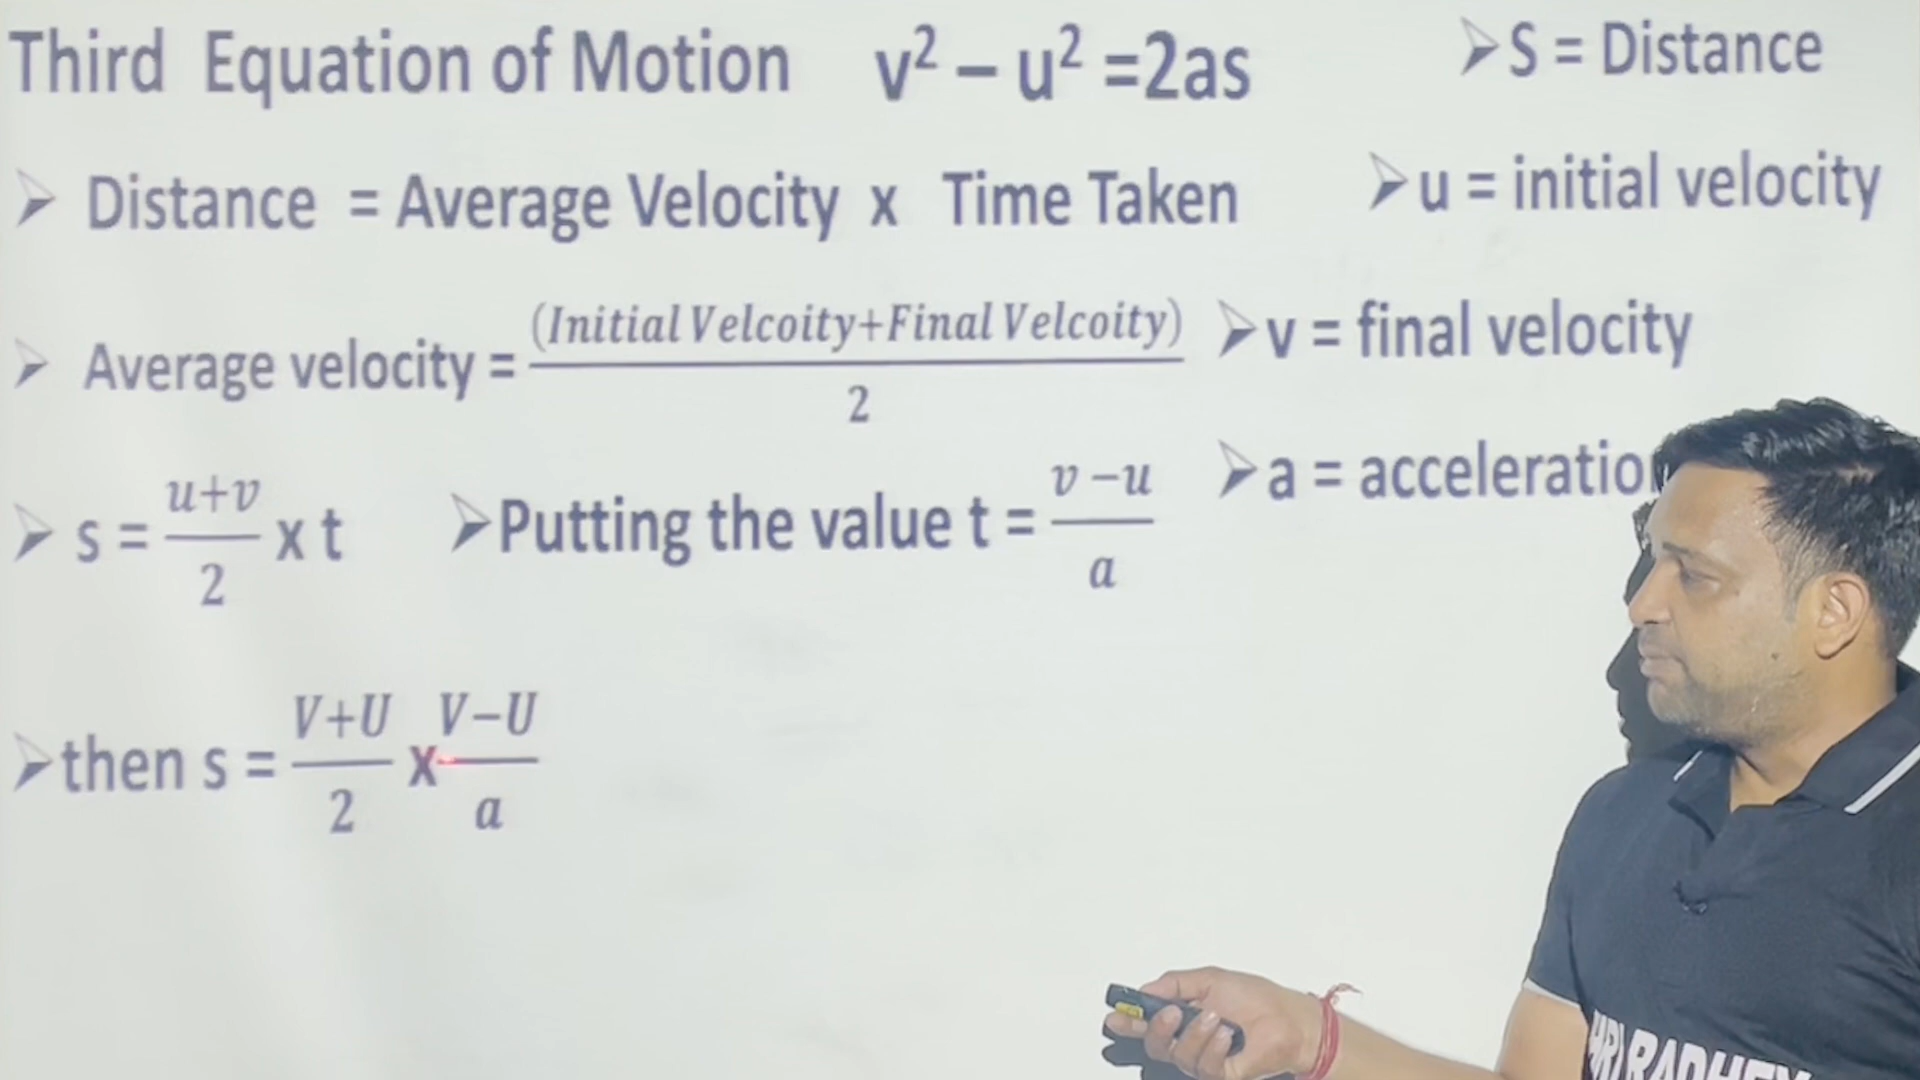 Third Equation of Motion v² – u² =2as
➢S = Distance
➢ Distance = Average Velocity x Time Taken
➢u = initial velocity
➢ Average velocity = (Initial Velcoity+Final Velcoity)/2
➢v = final velocity
➢ s = u+v/2 x t ➢Putting the value t = v –u/a
➢a = acceleratio
➢then s = V+U/2 x V–U/a